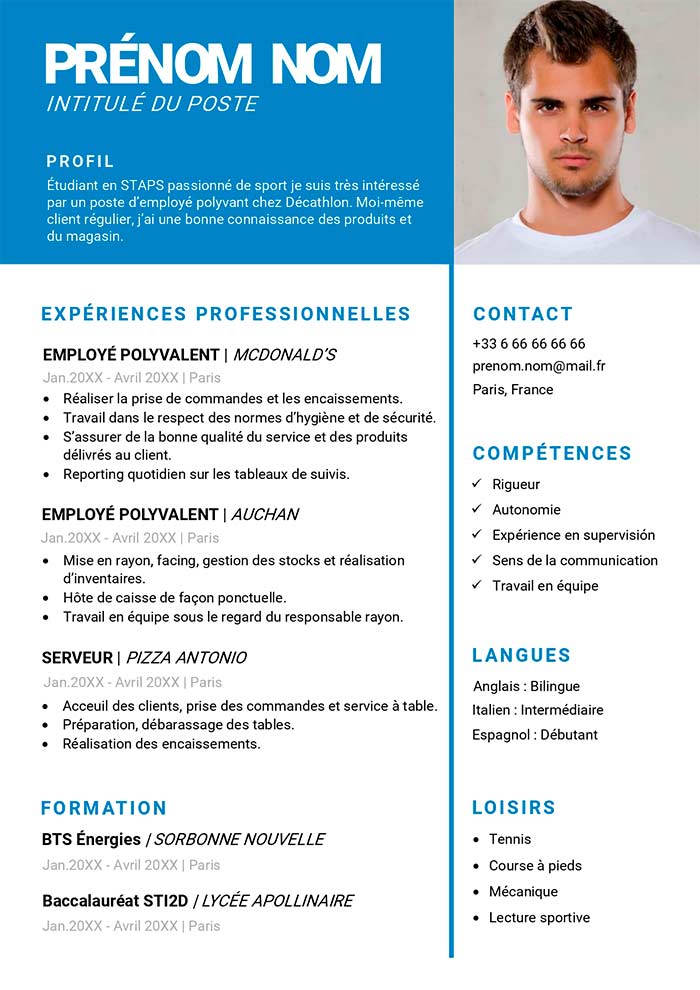 PRÉNOM NOM
INTITULÉ DU POSTE
PROFIL
Étudiant en STAPS passionné de sport je suis très intéressé
par un poste d'employé polyvant chez Décathlon. Moi-même
client régulier, j'ai une bonne connaissance des produits et
du magasin.
EXPÉRIENCES PROFESSIONNELLES
EMPLOYÉ POLYVALENT | MCDONALD'S
Jan.20XX - Avril 20XX | Paris
• Réaliser la prise de commandes et les encaissements.
• Travail dans le respect des normes d'hygiène et de sécurité.
• S'assurer de la bonne qualité du service et des produits
délivrés au client.
• Reporting quotidien sur les tableaux de suivis.
EMPLOYÉ POLYVALENT | AUCHAN
Jan.20XX - Avril 20XX | Paris
• Mise en rayon, facing, gestion des stocks et réalisation
d'inventaires.
• Hôte de caisse de façon ponctuelle.
• Travail en équipe sous le regard du responsable rayon.
SERVEUR | PIZZA ANTONIO
Jan.20XX - Avril 20XX | Paris
• Acceuil des clients, prise des commandes et service à table.
• Préparation, débarassage des tables.
• Réalisation des encaissements.
FORMATION
BTS Énergies / SORBONNE NOUVELLE
Jan.20XX - Avril 20XX | Paris
Baccalauréat STI2D / LYCÉE APOLLINAIRE
Jan.20XX - Avril 20XX | Paris
CONTACT
+33 6 66 66 66 66
prenom.nom@mail.fr
Paris, France
COMPÉTENCES
✓ Rigueur
✓ Autonomie
✓ Expérience en supervisión
✓ Sens de la communication
✓ Travail en équipe
LANGUES
Anglais : Bilingue
Italien : Intermédiaire
Espagnol : Débutant
LOISIRS
• Tennis
• Course à pieds
• Mécanique
• Lecture sportive